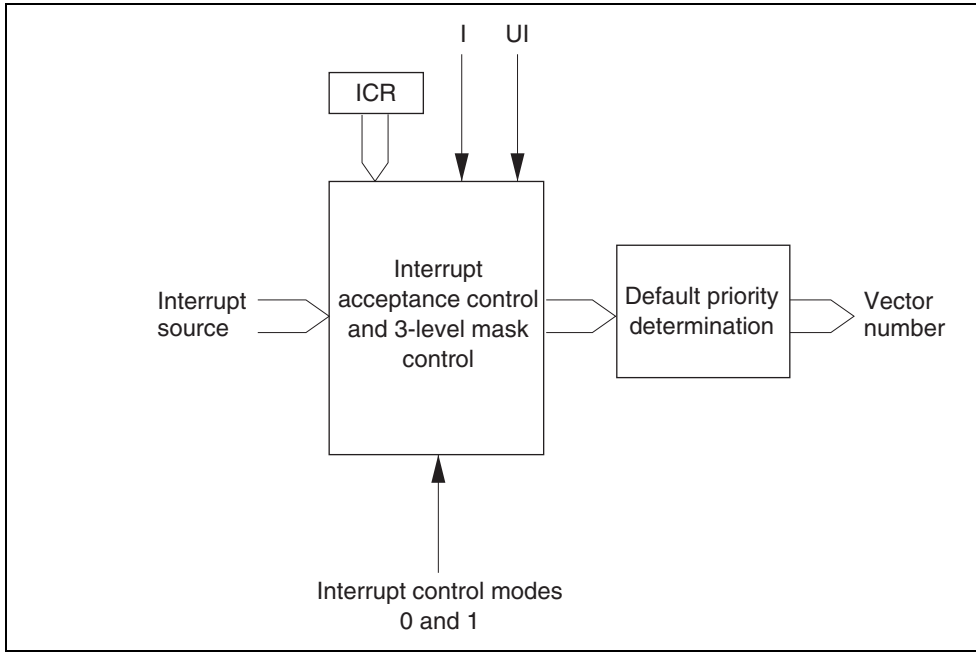 I
UI
ICR
Interrupt
acceptance control
and 3-level mask
control
Interrupt
source
Default priority
determination
Vector
number
Interrupt control modes
0 and 1